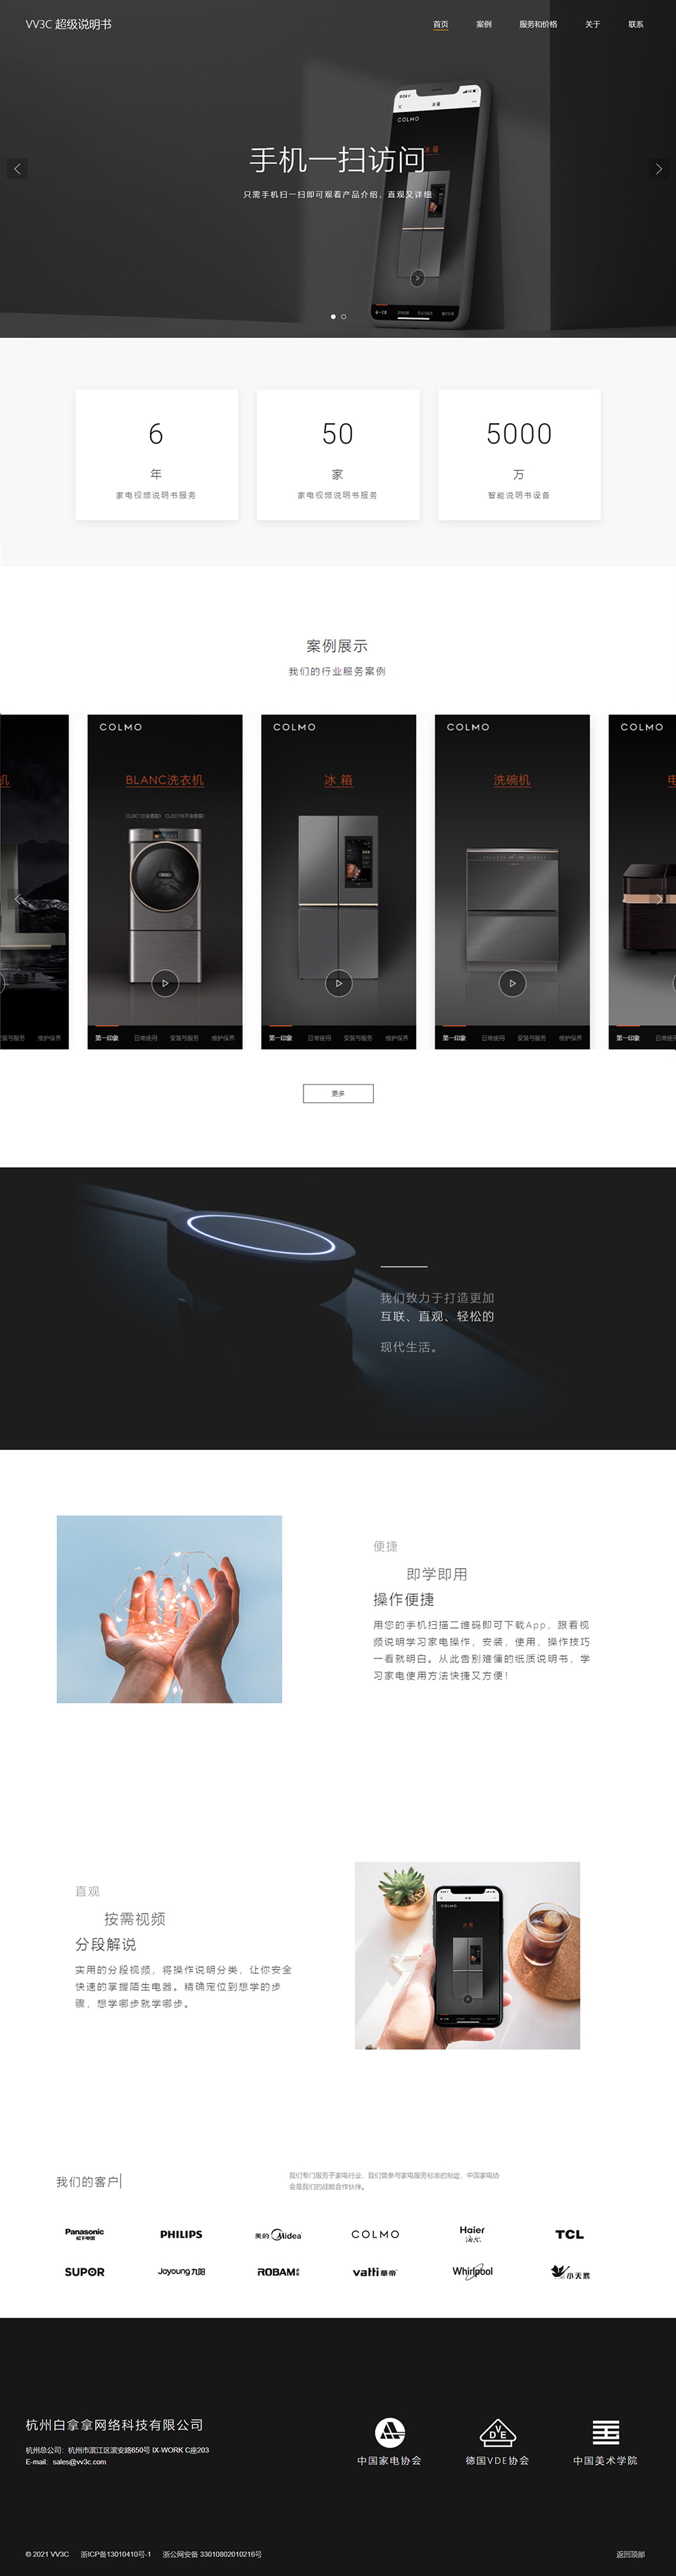 VV3C 超级说明书
首页 案例 服务和价格 关于 联系
手机一扫访问
只需手机扫一扫即可观看产品介绍，直观又详细
COLMO
冰 箱
6
年
家电视频说明书服务
50
家
家电视频说明书服务
5000
万
智能说明书设备
案例展示
我们的行业服务案例
机
COLMO
BLANC洗衣机
第一印象 日常使用 安装与服务 维护保养
COLMO
冰 箱
第一印象 日常使用 安装与服务 维护保养
COLMO
洗碗机
第一印象 日常使用 安装与服务 维护保养
COLMO
第一印象
更多
我们致力于打造更加
互联、直观、轻松的
现代生活。
便捷
即学即用
操作便捷
用您的手机扫描二维码即可下载App，跟着视
频说明学习家电操作，安装，使用，操作技巧
一看就明白。从此告别难懂的纸质说明书，学
习家电使用方法快捷又方便！
直观
按需视频
分段解说
实用的分段视频，将操作说明分类，让你安全
快速的掌握陌生电器。精确定位到想学的步
骤，想学哪步就学哪步。
COLMO
冰 箱
我们的客户
我们专门服务于家电行业，我们曾参与家电服务标准的制定，中国家电协
会是我们的战略合作伙伴。
Panasonic 松下电器
PHILIPS
美的 Midea
COLMO
Haier 海尔
TCL
SUPOR
Joyoung 九阳
ROBAM 老板
vatti 華帝
Whirlpool
小天鹅
杭州白拿拿网络科技有限公司
杭州总公司：杭州市滨江区滨安路650号 IX-WORK C座203
E-mail：sales@vv3c.com
中国家电协会
VDE
德国VDE协会
中国美术学院
© 2021 VV3C 浙ICP备13010410号-1 浙公网安备 33010802010216号
返回顶部